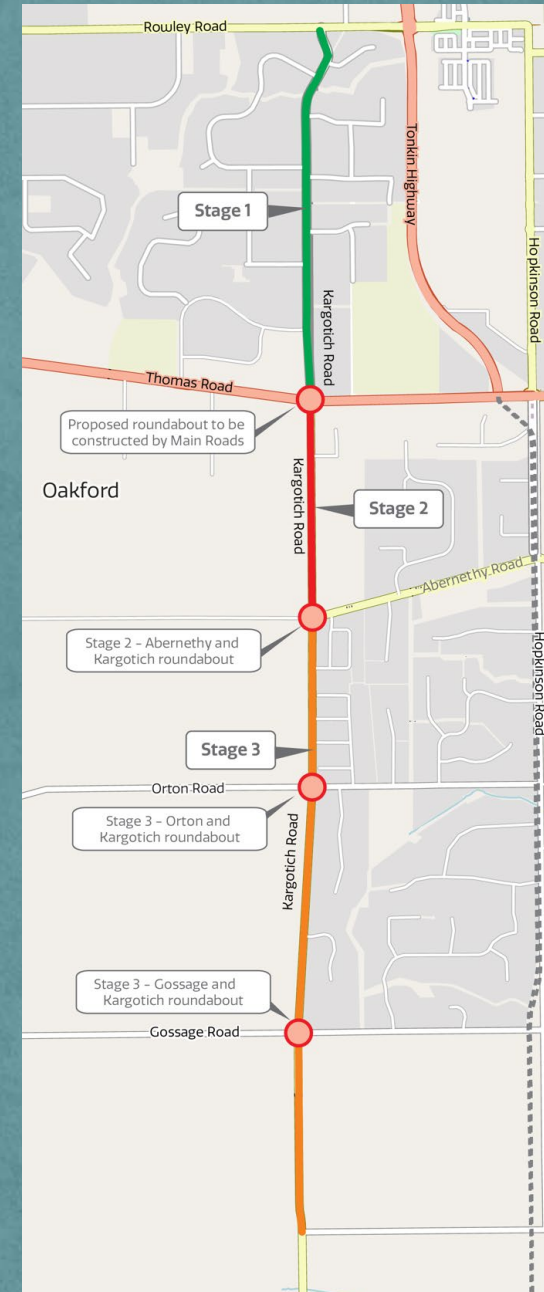 Rowley Road
Tonkin Highway
Stage 1
Hopkinson Road
Kargotich Road
Thomas Road
Proposed roundabout to be
constructed by Main Roads
Kargotich Road
Oakford
Stage 2
Abernethy Road
Stage 2 - Abernethy and
Kargotich roundabout
Hopkinson Road
Stage 3
Orton Road
Stage 3 - Orton and
Kargotich roundabout
Kargotich Road
Stage 3 - Gossage and
Kargotich roundabout
Gossage Road